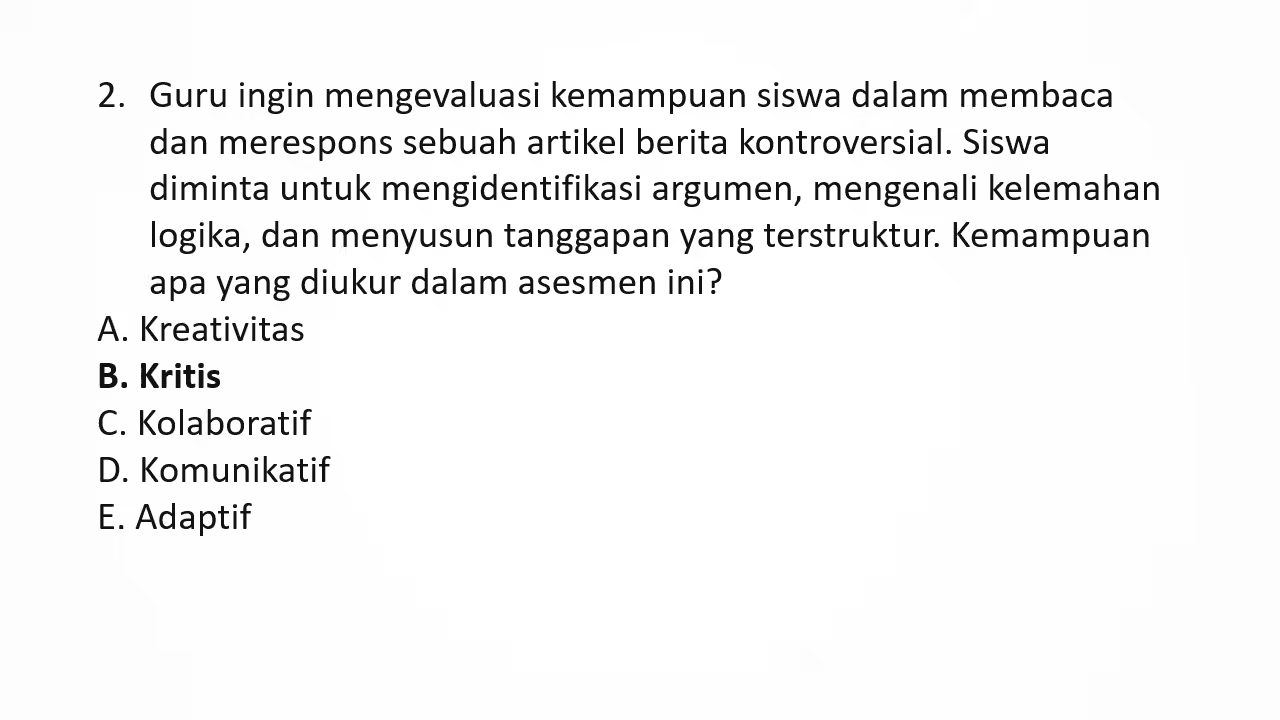 2. Guru ingin mengevaluasi kemampuan siswa dalam membaca
dan merespons sebuah artikel berita kontroversial. Siswa
diminta untuk mengidentifikasi argumen, mengenali kelemahan
logika, dan menyusun tanggapan yang terstruktur. Kemampuan
apa yang diukur dalam asesmen ini?
A. Kreativitas
B. Kritis
C. Kolaboratif
D. Komunikatif
E. Adaptif